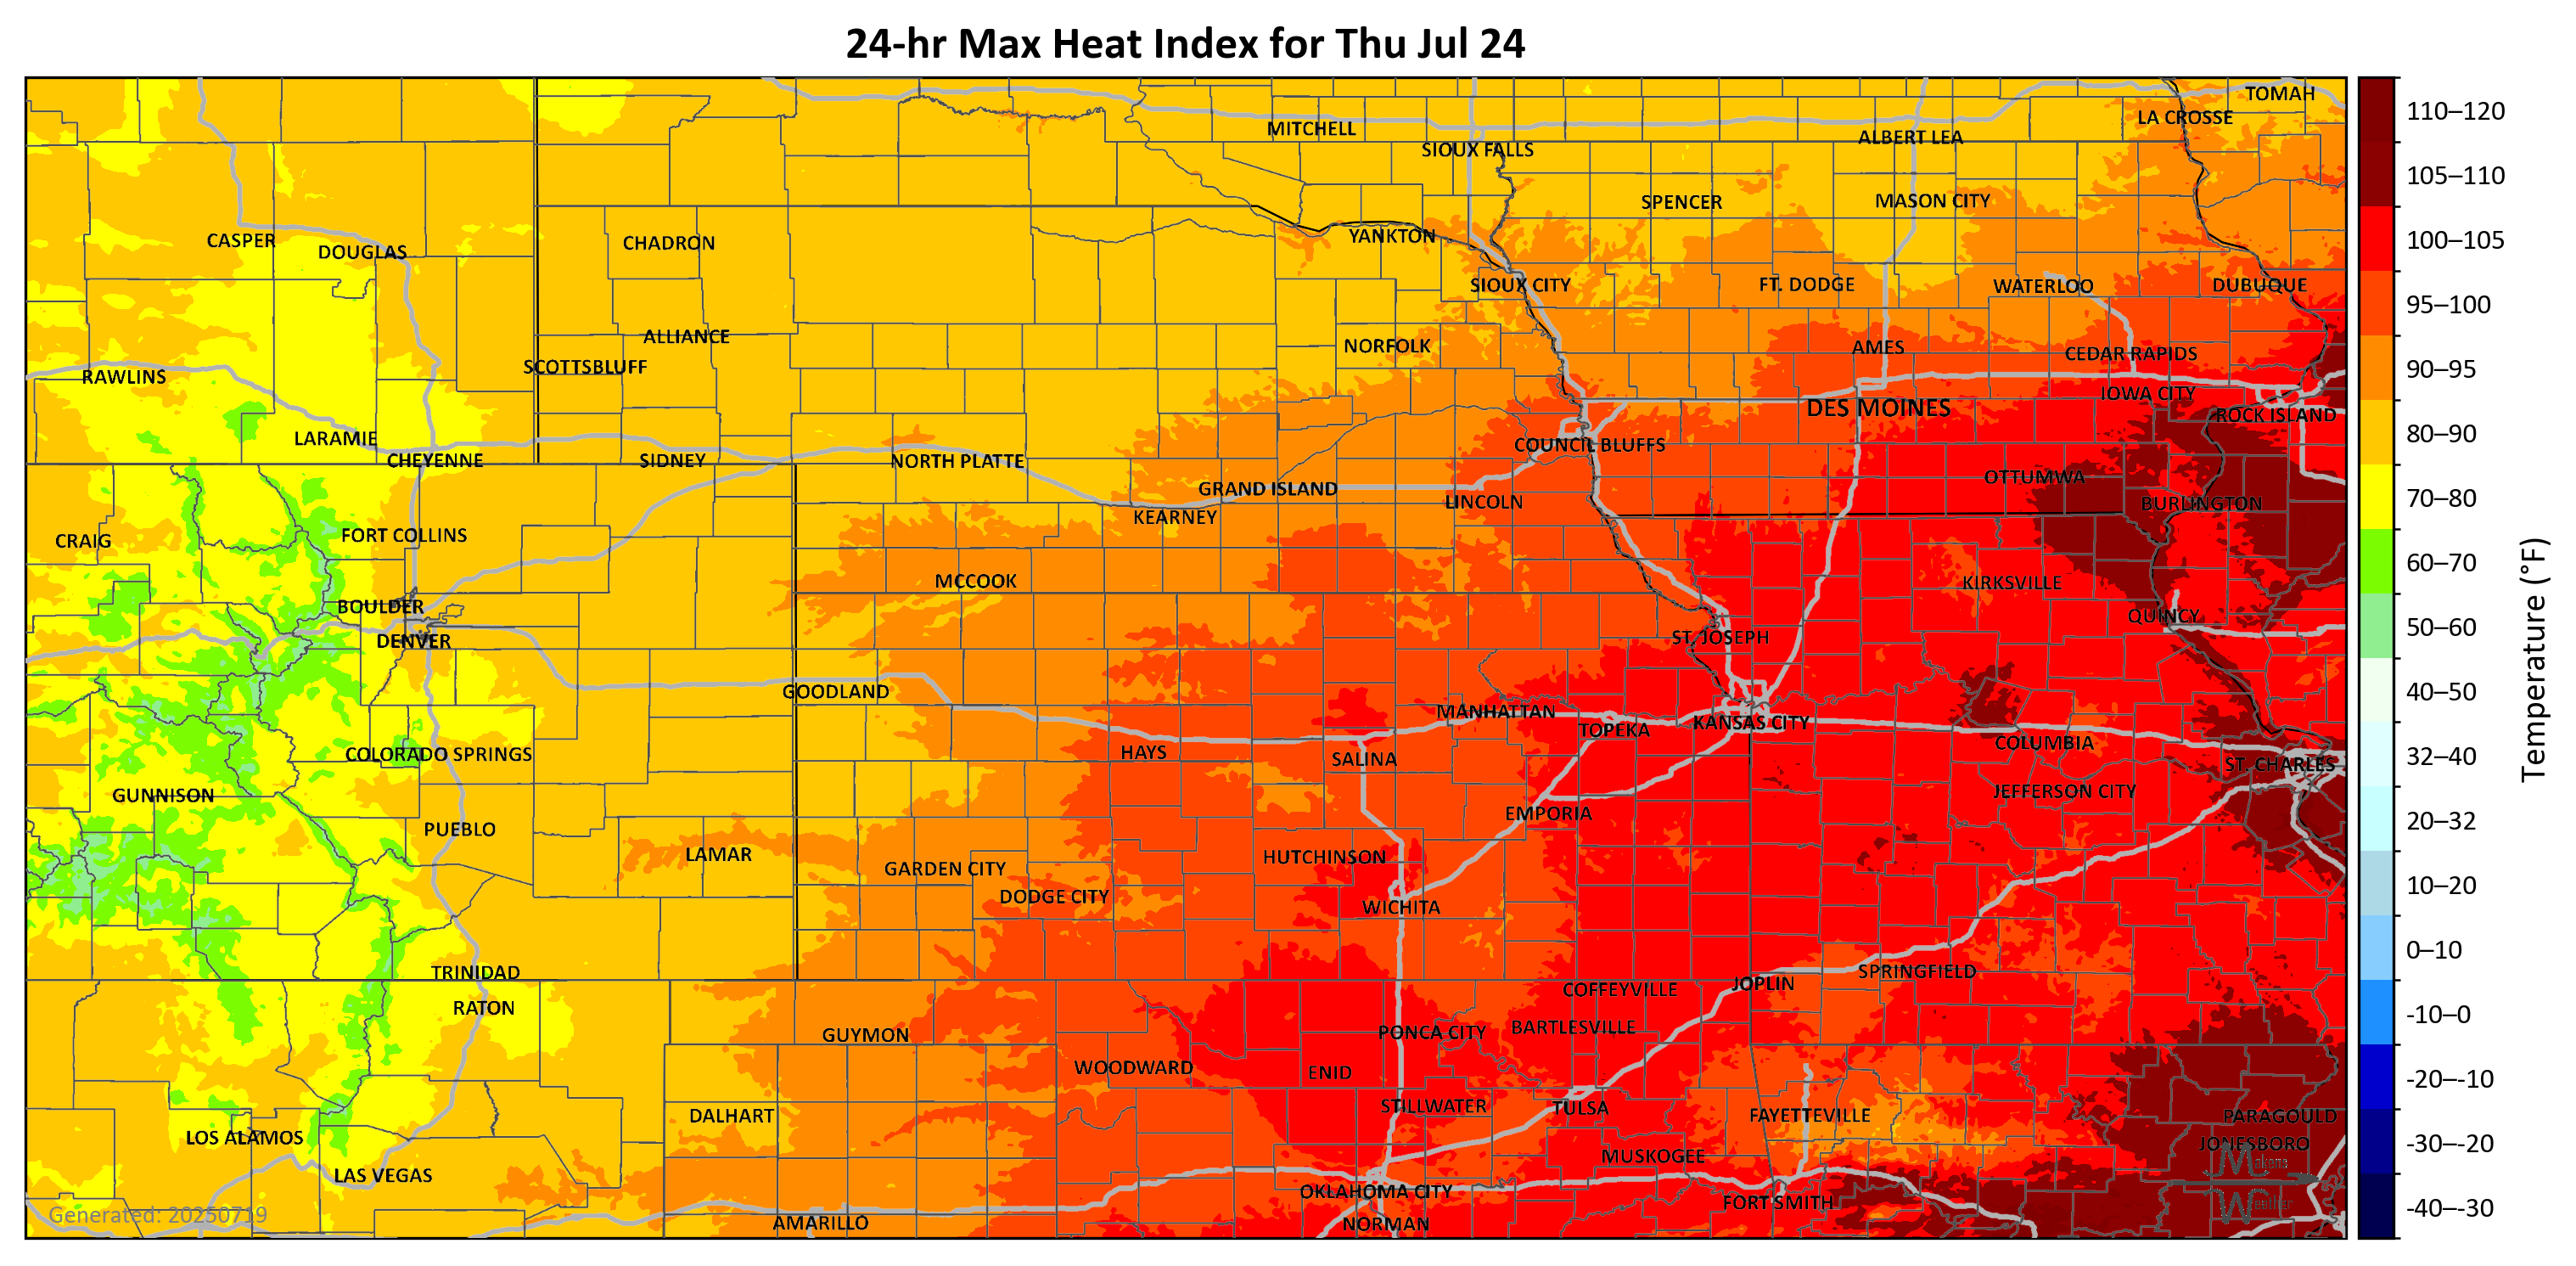 24-hr Max Heat Index for Thu Jul 24
TOMAH
LA CROSSE
MITCHELL
ALBERT LEA
SIOUX FALLS
SPENCER
MASON CITY
CASPER
DOUGLAS
CHADRON
YANKTON
SIOUX CITY
FT. DODGE
WATERLOO
DUBUQUE
ALLIANCE
NORFOLK
AMES
CEDAR RAPIDS
SCOTTSBLUFF
RAWLINS
IOWA CITY
DES MOINES
ROCK ISLAND
LARAMIE
COUNCIL BLUFFS
CHEYENNE
SIDNEY
NORTH PLATTE
OTTUMWA
GRAND ISLAND
LINCOLN
BURLINGTON
KEARNEY
CRAIG
FORT COLLINS
MCCOOK
KIRKSVILLE
BOULDER
QUINCY
DENVER
ST. JOSEPH
GOODLAND
MANHATTAN
KANSAS CITY
TOPEKA
COLUMBIA
COLORADO SPRINGS
HAYS
SALINA
ST. CHARLES
GUNNISON
JEFFERSON CITY
EMPORIA
PUEBLO
LAMAR
HUTCHINSON
GARDEN CITY
DODGE CITY
WICHITA
TRINIDAD
SPRINGFIELD
JOPLIN
COFFEYVILLE
RATON
GUYMON
PONCA CITY
BARTLESVILLE
WOODWARD
ENID
STILLWATER
TULSA
DALHART
FAYETTEVILLE
PARAGOULD
LOS ALAMOS
JONESBORO
MUSKOGEE
LAS VEGAS
OKLAHOMA CITY
FORT SMITH
AMARILLO
NORMAN
Generated: 20250719
Makens
Weather
110–120
105–110
100–105
95–100
90–95
80–90
70–80
60–70
50–60
40–50
32–40
20–32
10–20
0–10
-10–0
-20–-10
-30–-20
-40–-30
Temperature (°F)